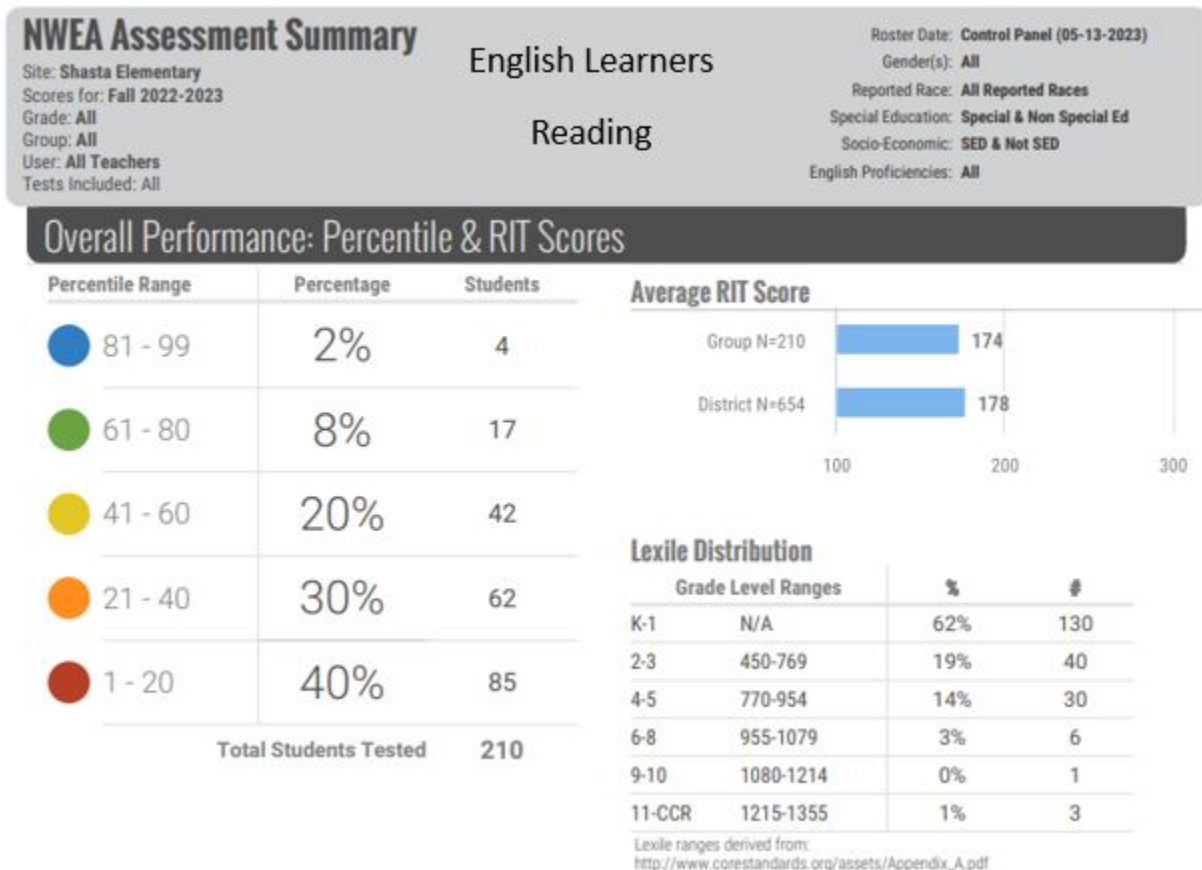 NWEA Assessment Summary
Site: Shasta Elementary
Scores for: Fall 2022-2023
Grade: All
Group: All
User: All Teachers
Tests Included: All
English Learners
Reading
Roster Date: Control Panel (05-13-2023)
Gender(s): All
Reported Race: All Reported Races
Special Education: Special & Non Special Ed
Socio-Economic: SED & Not SED
English Proficiencies: All
Overall Performance: Percentile & RIT Scores
Percentile Range Percentage Students
81 - 99 2% 4
61 - 80 8% 17
41 - 60 20% 42
21 - 40 30% 62
1 - 20 40% 85
Total Students Tested 210
Average RIT Score
Group N=210 174
District N=654 178
100 200 300
Lexile Distribution
Grade Level Ranges % #
K-1 N/A 62% 130
2-3 450-769 19% 40
4-5 770-954 14% 30
6-8 955-1079 3% 6
9-10 1080-1214 0% 1
11-CCR 1215-1355 1% 3
Lexile ranges derived from:
http://www.corestandards.org/assets/Appendix_A.pdf